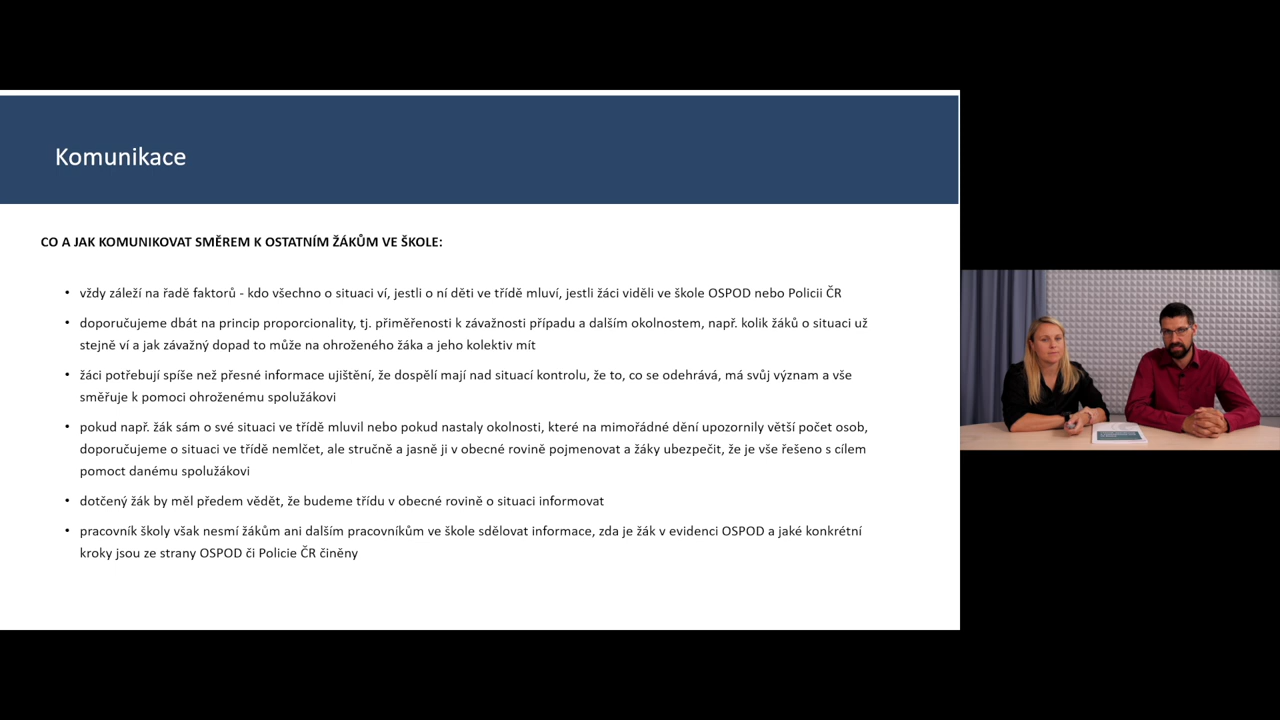 Komunikace
CO A JAK KOMUNIKOVAT SMĚREM K OSTATNÍM ŽÁKŮM VE ŠKOLE:
• vždy záleží na řadě faktorů - kdo všechno o situaci ví, jestli o ní děti ve třídě mluví, jestli žáci viděli ve škole OSPOD nebo Policii ČR
• doporučujeme dbát na princip proporcionality, tj. přiměřenosti k závažnosti případu a dalším okolnostem, např. kolik žáků o situaci už
stejně ví a jak závažný dopad to může na ohroženého žáka a jeho kolektiv mít
• žáci potřebují spíše než přesné informace ujištění, že dospělí mají nad situací kontrolu, že to, co se odehrává, má svůj význam a vše
směřuje k pomoci ohroženému spolužákovi
• pokud např. žák sám o své situaci ve třídě mluvil nebo pokud nastaly okolnosti, které na mimořádné dění upozornily větší počet osob,
doporučujeme o situaci ve třídě nemlčet, ale stručně a jasně ji v obecné rovině pojmenovat a žáky ubezpečit, že je vše řešeno s cílem
pomoct danému spolužákovi
• dotčený žák by měl předem vědět, že budeme třídu v obecné rovině o situaci informovat
• pracovník školy však nesmí žákům ani dalším pracovníkům ve škole sdělovat informace, zda je žák v evidenci OSPOD a jaké konkrétní
kroky jsou ze strany OSPOD či Policie ČR činěny